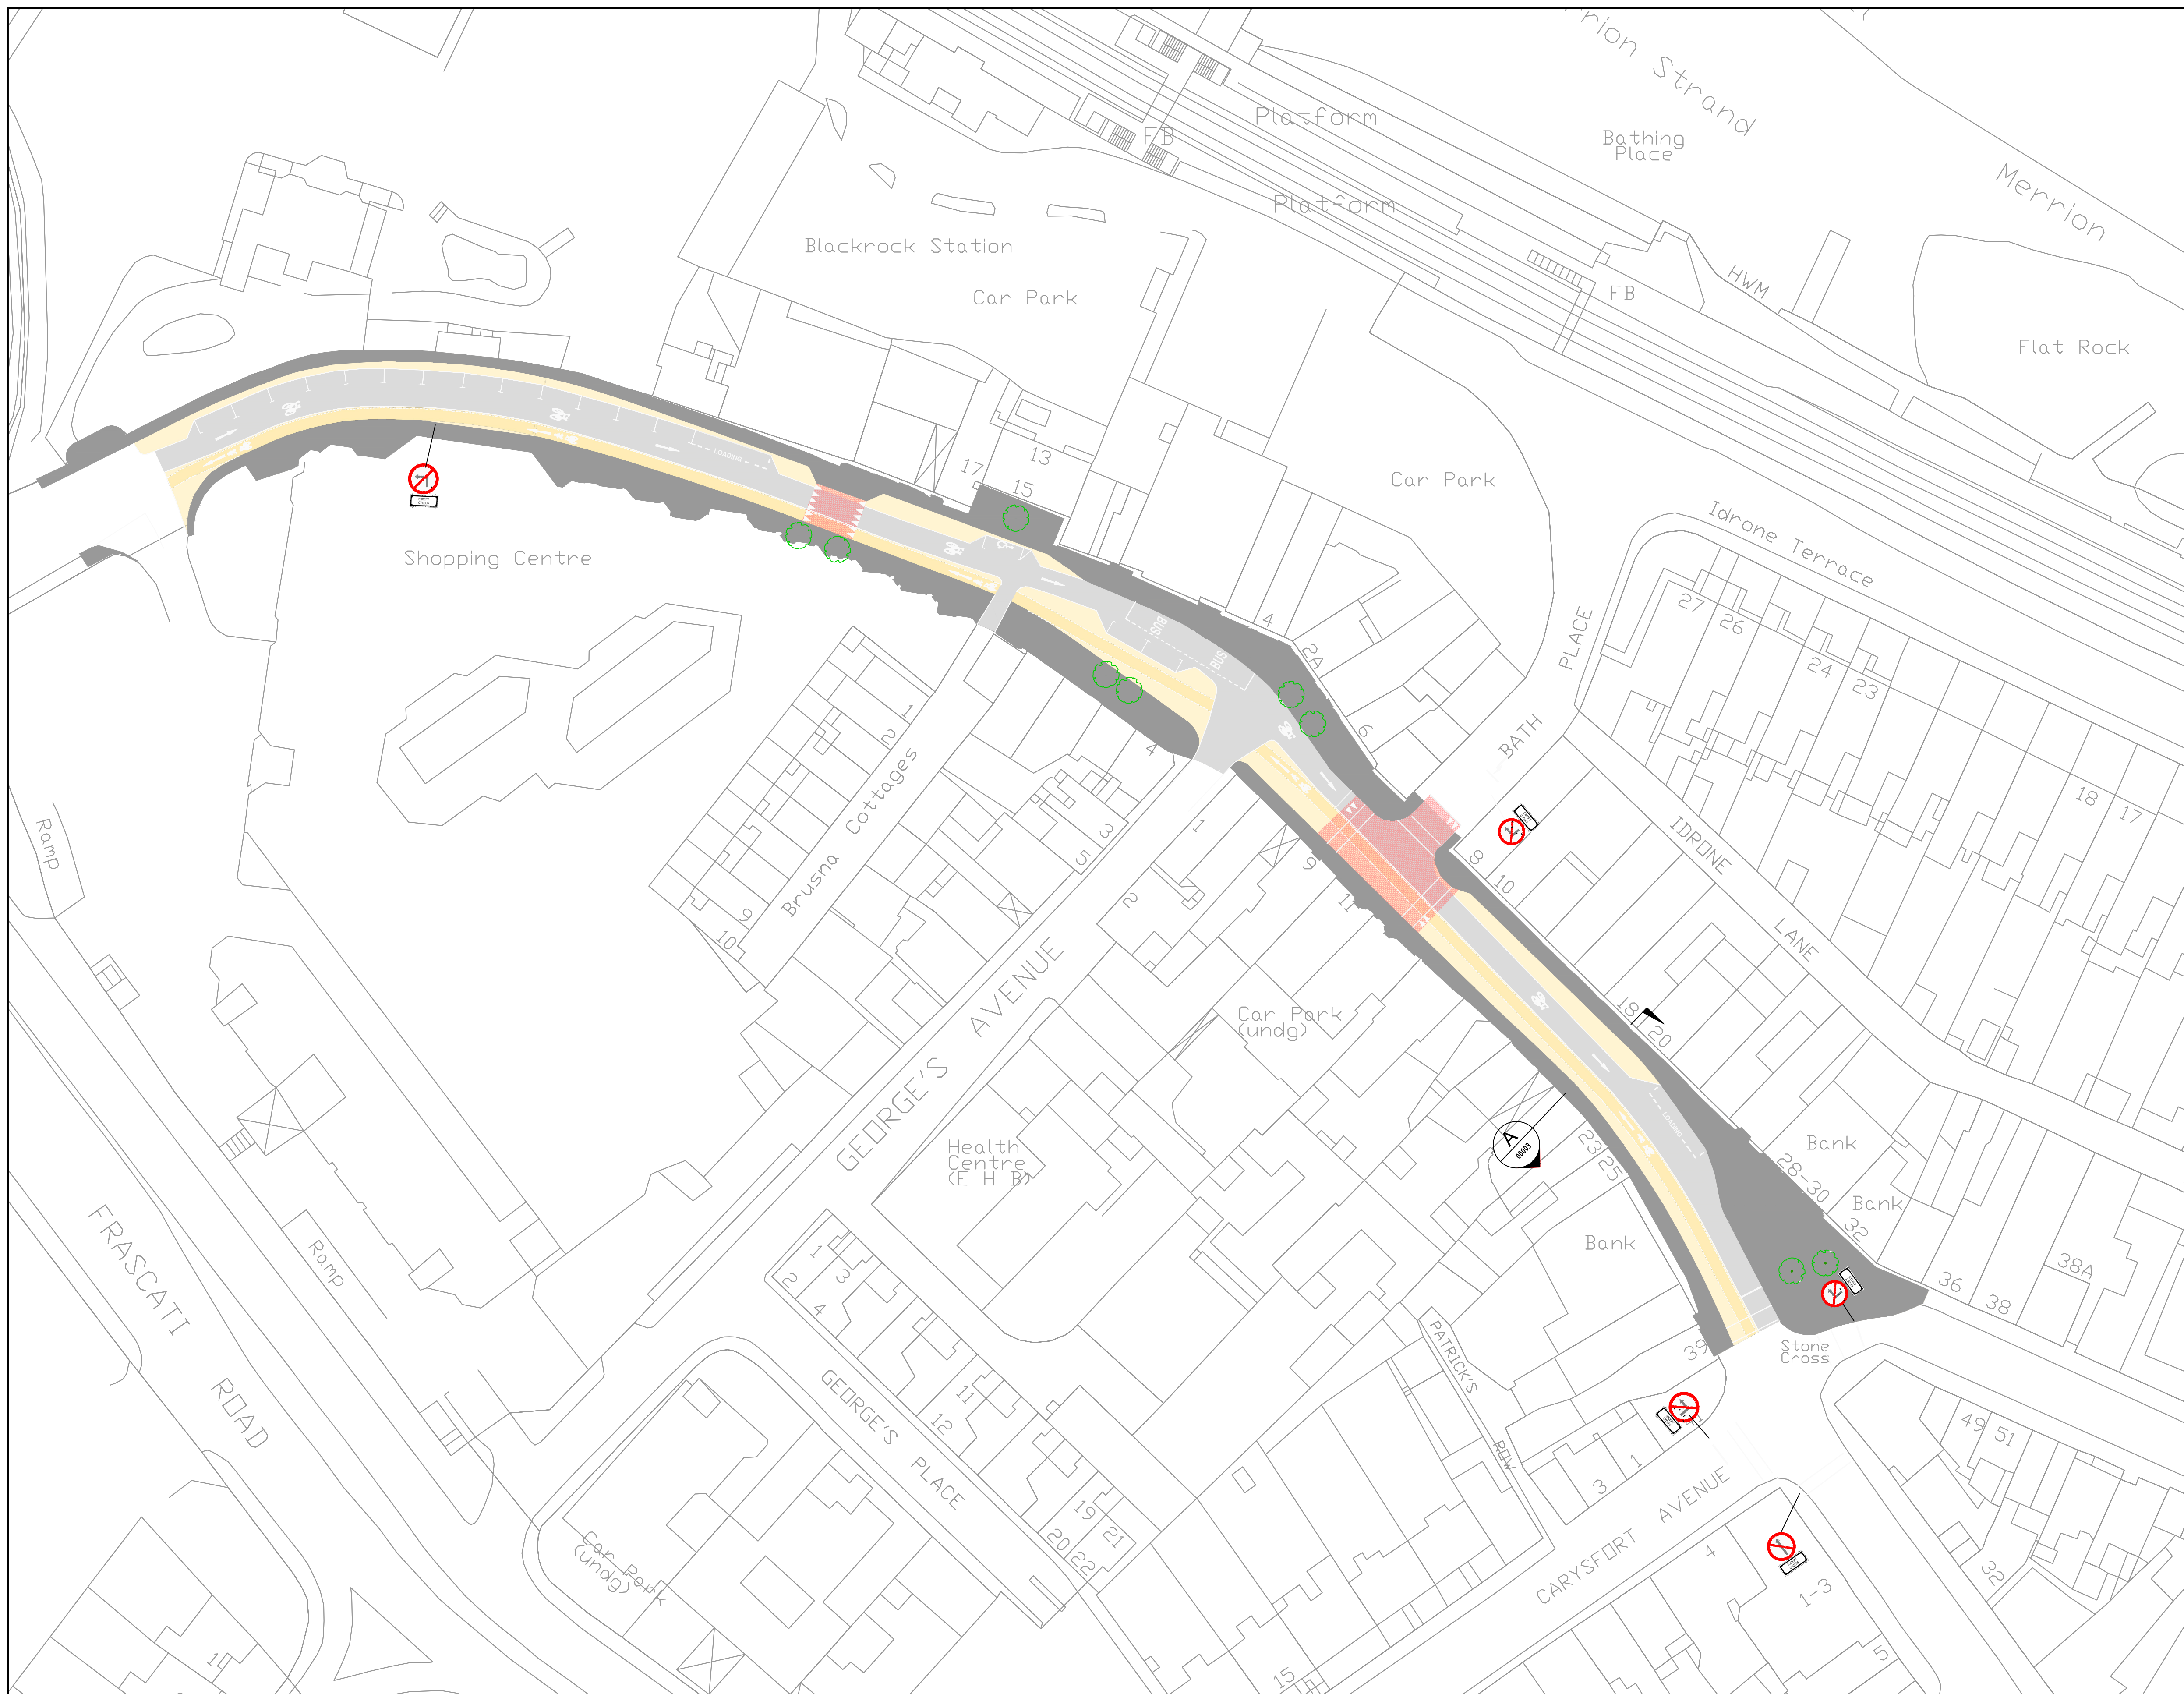 rion Strand
Platform
FB
Bathing
Place
Merrion
Platform
Blackrock Station
HWM
FB
Car Park
Flat Rock
LOADING
17
13
15
Car Park
Idrone Terrace
Shopping Centre
27
26
24
23
4
2A
6
BUS
BUS
PLACE
BATH
1
2
4
Brusna Cottages
9
10
3
5
1
2
9
11
8
10
18
17
IDRONE
LANE
Ramp
GEORGE'S AVENUE
Car Park
(undg)
18
20
LOADING
Health
Centre
(E H B)
A
00003
23
25
Bank
28-30
Bank
32
Bank
36
38
38A
FRASCATI
ROAD
Ramp
1
2
3
4
11
12
GEORGE'S PLACE
19
21
20
22
PATRICK'S
ROW
39
Stone
Cross
3
1
CARYSFORT AVENUE
4
1-3
5
49
51
32
Car Park
(undg)
15
1